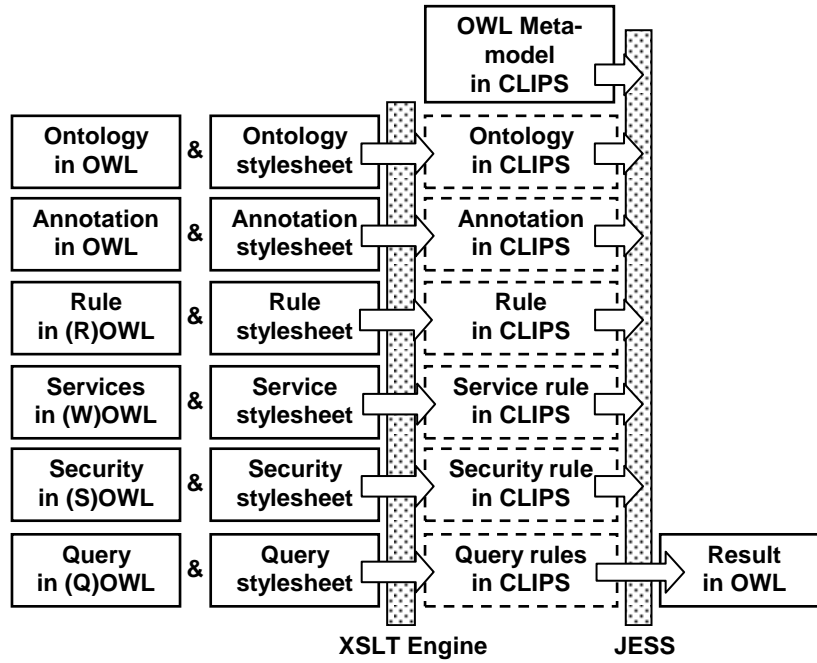 OWL Meta-
model
in CLIPS
Ontology
in OWL
&
Ontology
stylesheet
Ontology
in CLIPS
Annotation
in OWL
&
Annotation
stylesheet
Annotation
in CLIPS
Rule
in (R)OWL
&
Rule
stylesheet
Rule
in CLIPS
Services
in (W)OWL
&
Service
stylesheet
Service rule
in CLIPS
Security
in (S)OWL
&
Security
stylesheet
Security rule
in CLIPS
Query
in (Q)OWL
&
Query
stylesheet
Query rules
in CLIPS
Result
in OWL
XSLT Engine
JESS